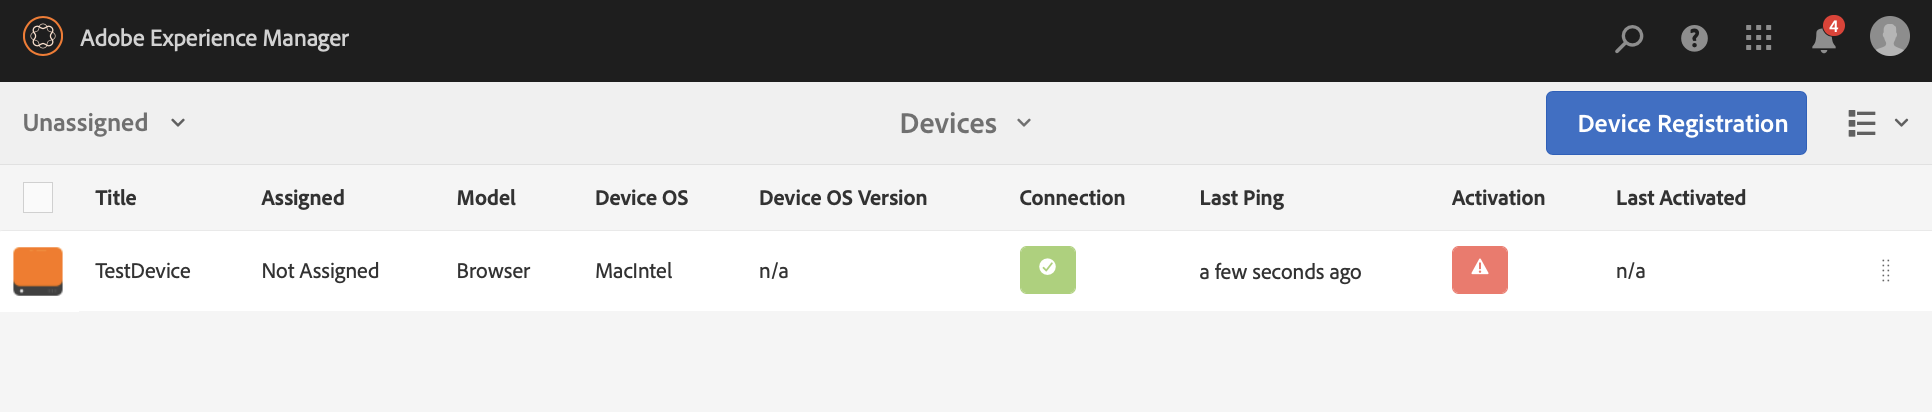 Adobe Experience Manager
4
Unassigned Devices Device Registration
Title Assigned Model Device OS Device OS Version Connection Last Ping Activation Last Activated
TestDevice Not Assigned Browser MacIntel n/a a few seconds ago n/a